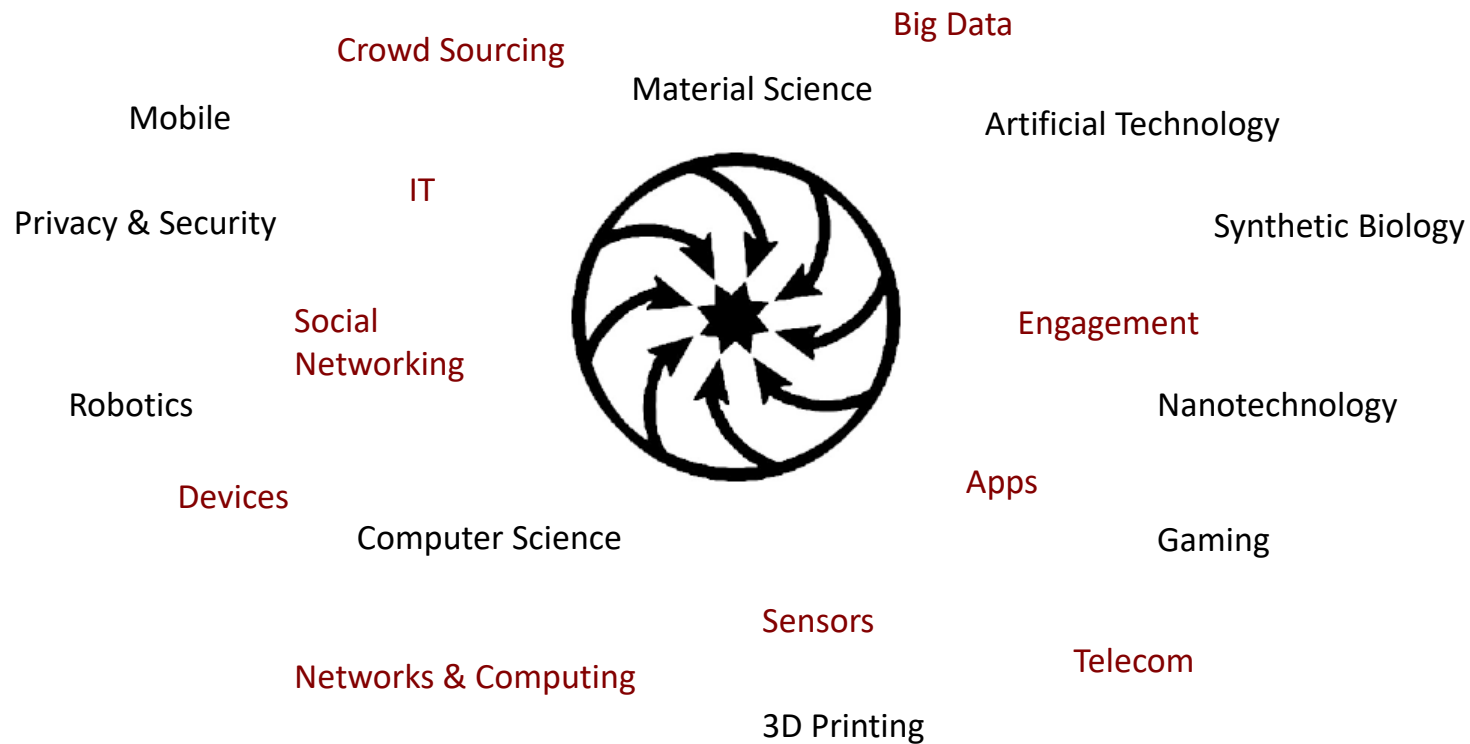 Big Data
Crowd Sourcing
Material Science
Mobile
Artificial Technology
IT
Privacy & Security
Synthetic Biology
Social
Networking
Engagement
Robotics
Nanotechnology
Devices
Apps
Computer Science
Gaming
Sensors
Telecom
Networks & Computing
3D Printing